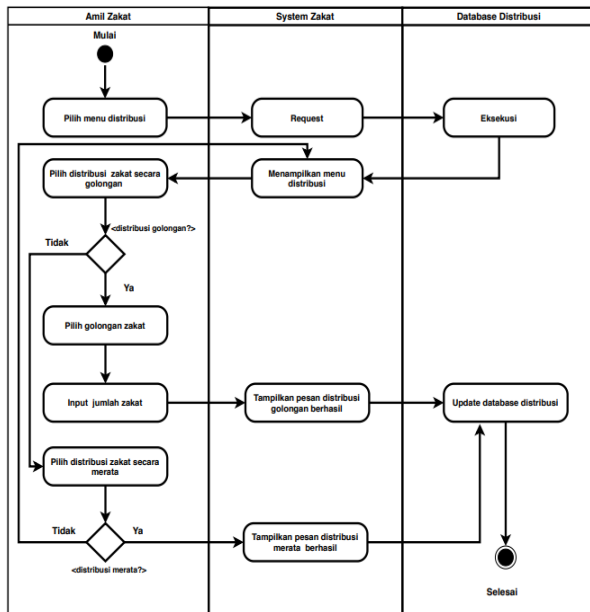 Amil Zakat
System Zakat
Database Distribusi
Mulai
Pilih menu distribusi
Request
Eksekusi
Pilih distribusi zakat secara
golongan
Menampilkan menu
distribusi
<distribusi golongan?>
Tidak
Ya
Pilih golongan zakat
Input jumlah zakat
Tampilkan pesan distribusi
golongan berhasil
Update database distribusi
Pilih distribusi zakat secara
merata
Tidak
Ya
<distribusi merata?>
Tampilkan pesan distribusi
merata berhasil
Selesai